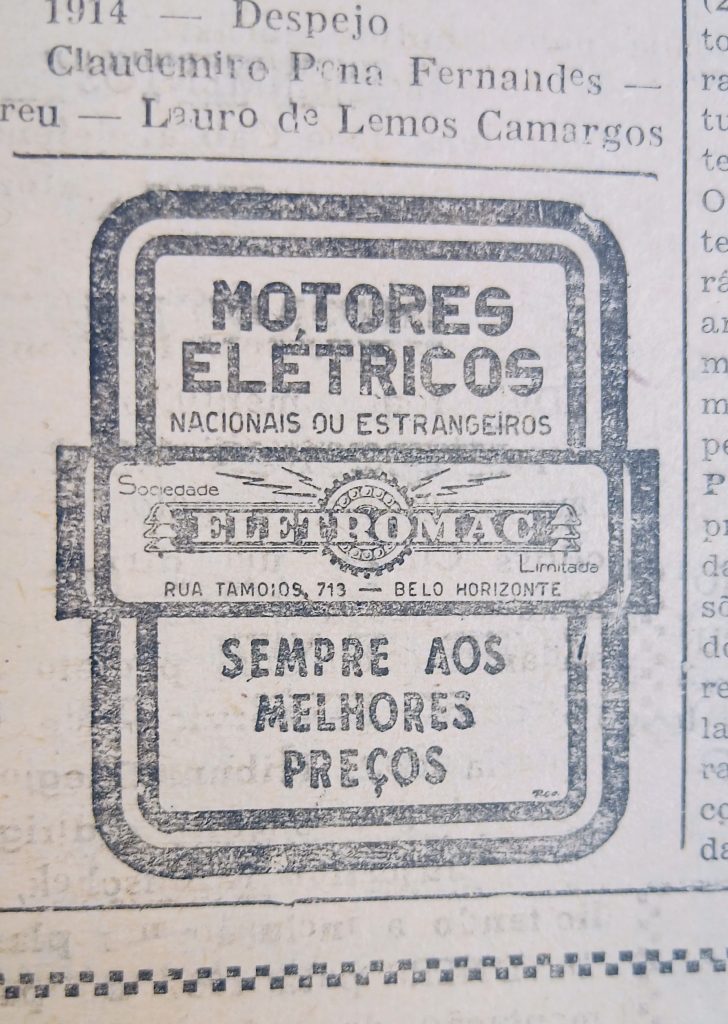 1914 — Despejo
Claudemiro Pena Fernandes —
reu — Lauro de Lemos Camargos
MOTORES
ELÉTRICOS
NACIONAIS OU ESTRANGEIROS
Sociedade
ELETROMAC
Limitada
RUA TAMOIOS, 713 — BELO HORIZONTE
SEMPRE AOS
MELHORES
PREÇOS